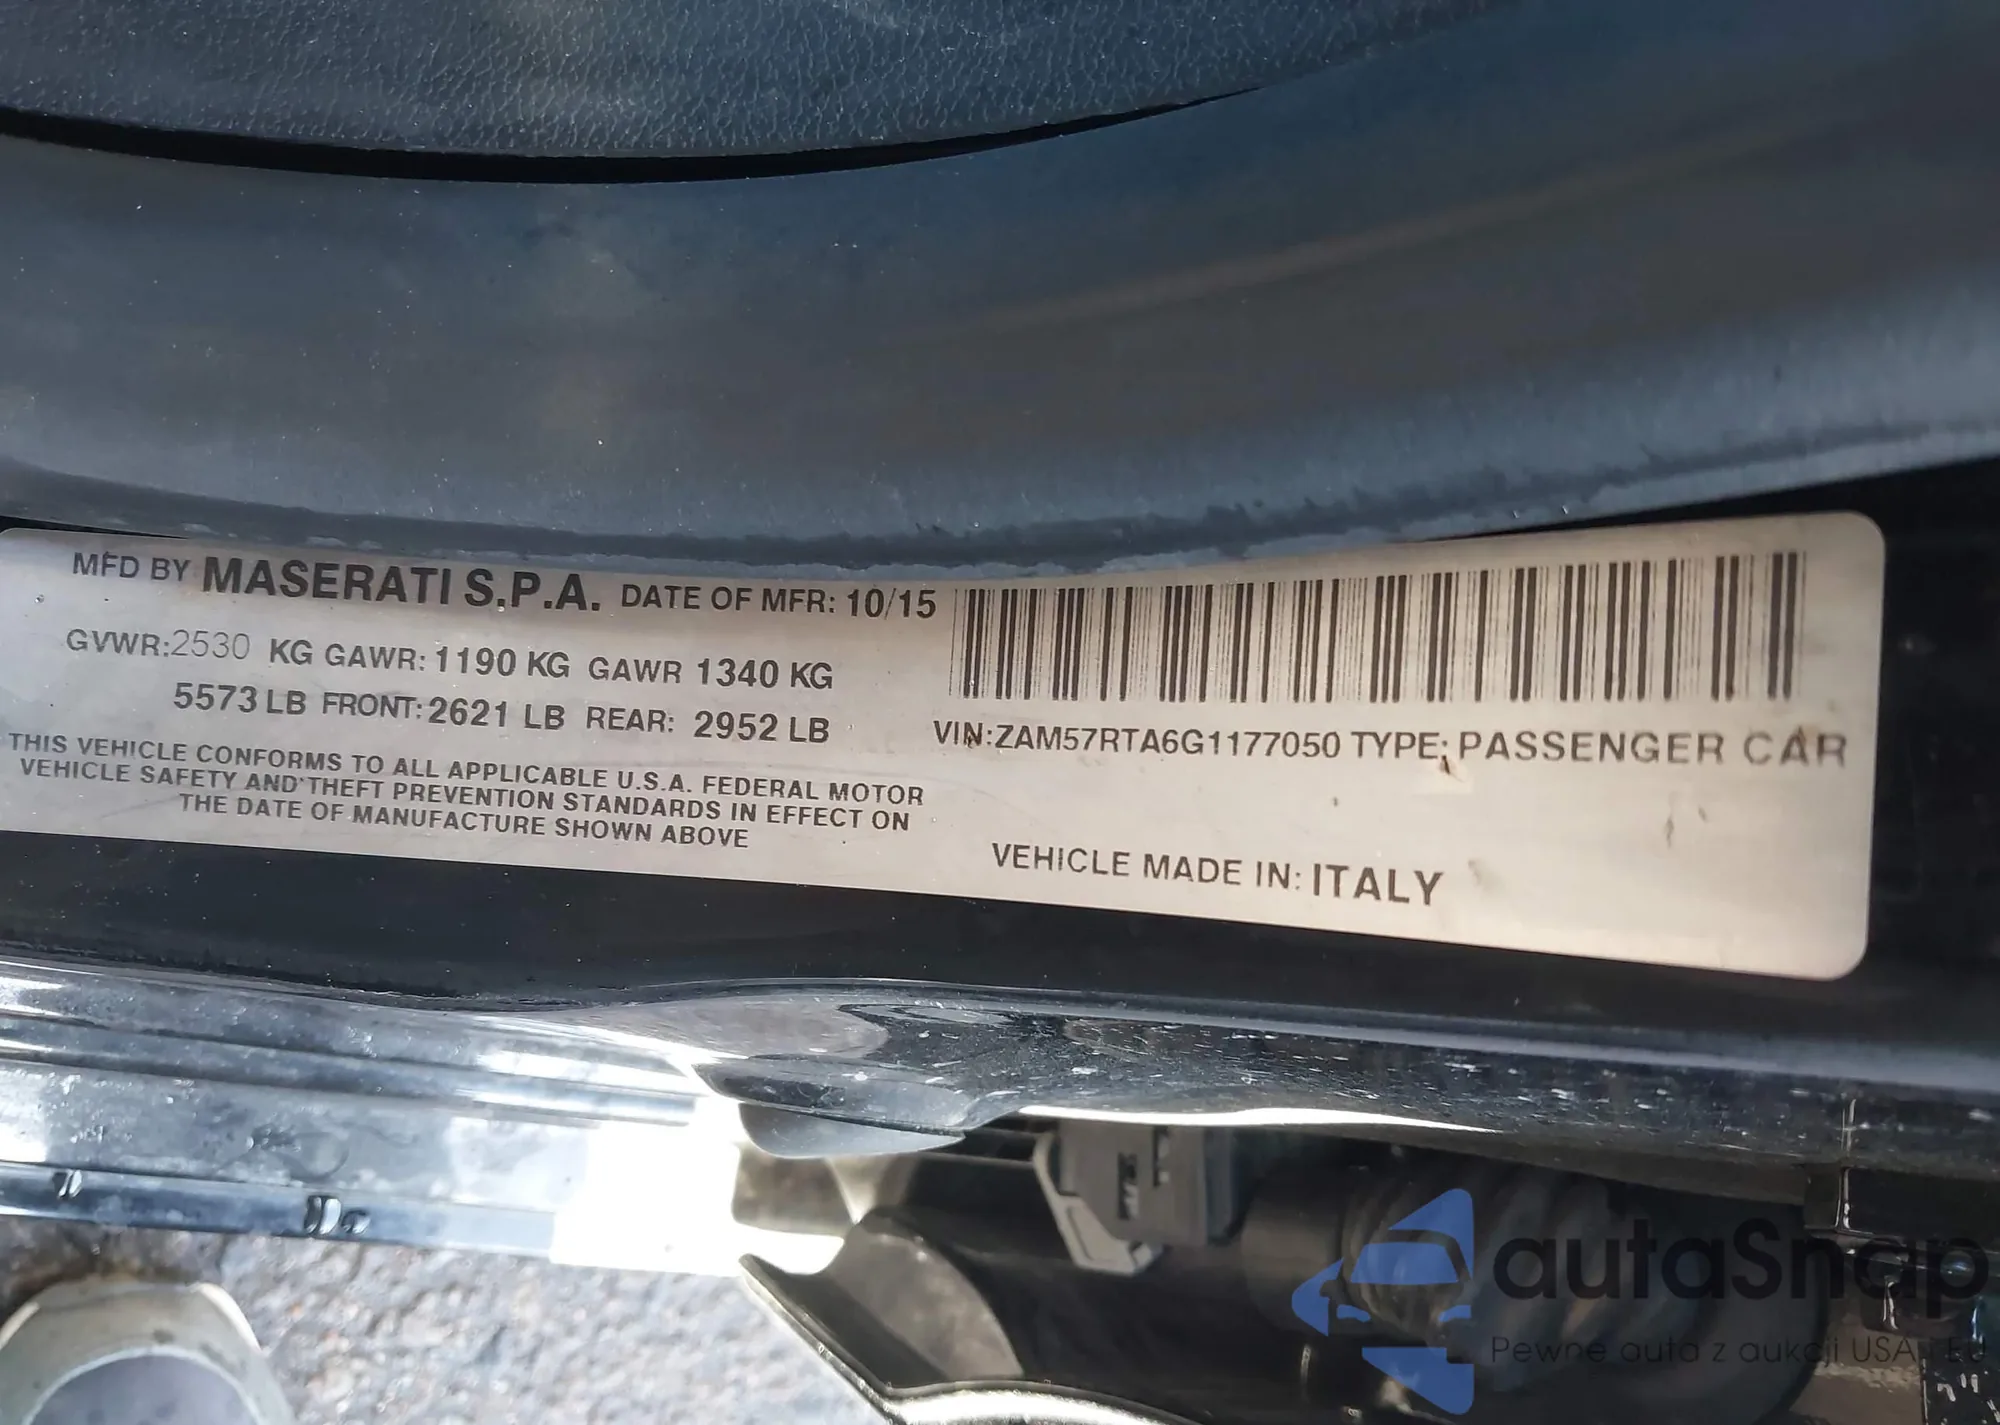 MFD BY MASERATI S.P.A. DATE OF MFR: 10/15
GVWR:2530 KG GAWR: 1190 KG GAWR 1340 KG
5573 LB FRONT: 2621 LB REAR: 2952 LB
THIS VEHICLE CONFORMS TO ALL APPLICABLE U.S.A. FEDERAL MOTOR
VEHICLE SAFETY AND THEFT PREVENTION STANDARDS IN EFFECT ON
THE DATE OF MANUFACTURE SHOWN ABOVE
VIN:ZAM57RTA6G1177050 TYPE: PASSENGER CAR
VEHICLE MADE IN: ITALY
autaSnap
Pewne auta z aukcji USA i EU